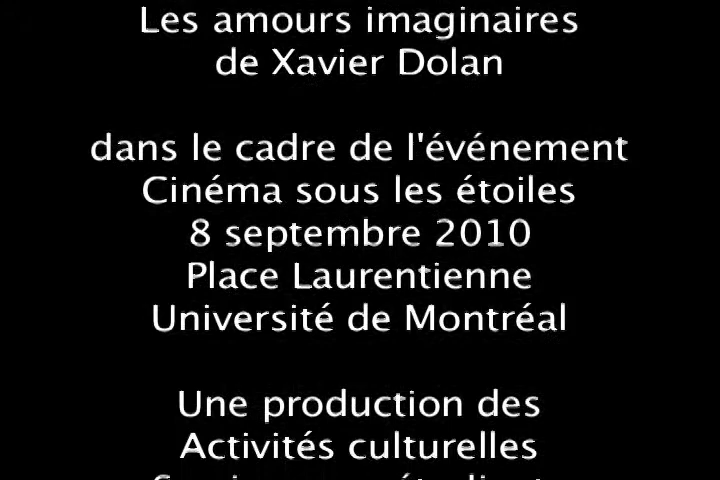 Les amours imaginaires
de Xavier Dolan
dans le cadre de l'événement
Cinéma sous les étoiles
8 septembre 2010
Place Laurentienne
Université de Montréal
Une production des
Activités culturelles